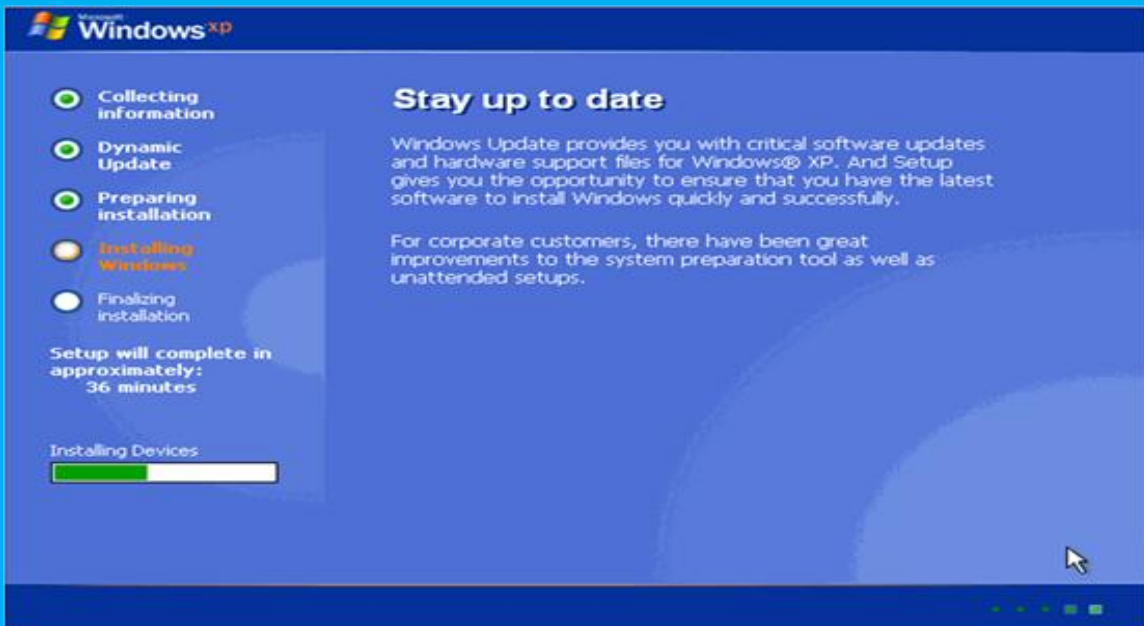 Microsoft
Windows xp
Collecting
information
Dynamic
Update
Preparing
installation
Installing
Windows
Finalizing
installation
Setup will complete in
approximately:
36 minutes
Installing Devices
Stay up to date
Windows Update provides you with critical software updates
and hardware support files for Windows® XP. And Setup
gives you the opportunity to ensure that you have the latest
software to install Windows quickly and successfully.
For corporate customers, there have been great
improvements to the system preparation tool as well as
unattended setups.